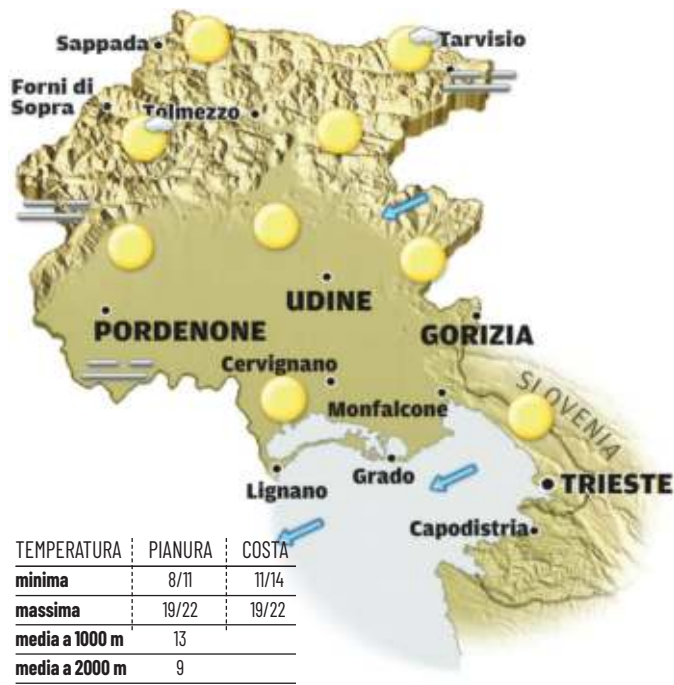 Sappada
Tarvisio
Forni di
Sopra
Tolmezzo
UDINE
PORDENONE
GORIZIA
Cervignano
SLOVENIA
Monfalcone
Grado
Lignano
TRIESTE
Capodistria
TEMPERATURA PIANURA COSTA
minima 8/11 11/14
massima 19/22 19/22
media a 1000 m 13
media a 2000 m 9